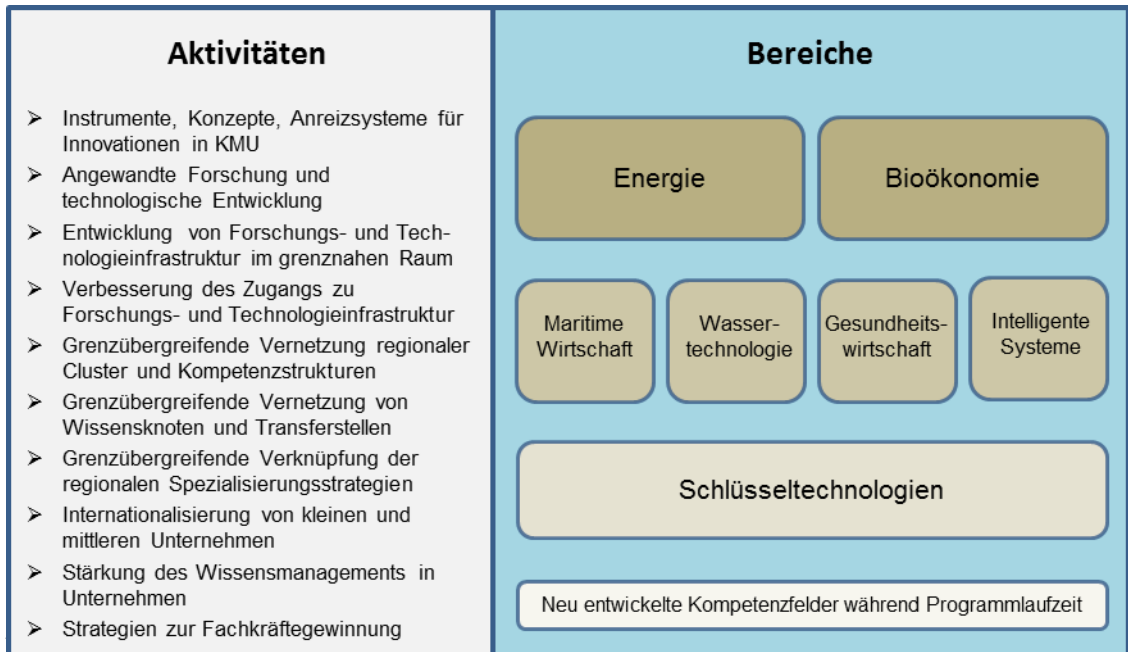 Aktivitäten
➢ Instrumente, Konzepte, Anreizsysteme für
Innovationen in KMU
➢ Angewandte Forschung und
technologische Entwicklung
➢ Entwicklung von Forschungs- und Tech-
nologieinfrastruktur im grenznahen Raum
➢ Verbesserung des Zugangs zu
Forschungs- und Technologieinfrastruktur
➢ Grenzübergreifende Vernetzung regionaler
Cluster und Kompetenzstrukturen
➢ Grenzübergreifende Vernetzung von
Wissensknoten und Transferstellen
➢ Grenzübergreifende Verknüpfung der
regionalen Spezialisierungsstrategien
➢ Internationalisierung von kleinen und
mittleren Unternehmen
➢ Stärkung des Wissensmanagements in
Unternehmen
➢ Strategien zur Fachkräftegewinnung
Bereiche
Energie
Bioökonomie
Maritime
Wirtschaft
Wasser-
technologie
Gesundheits-
wirtschaft
Intelligente
Systeme
Schlüsseltechnologien
Neu entwickelte Kompetenzfelder während Programmlaufzeit